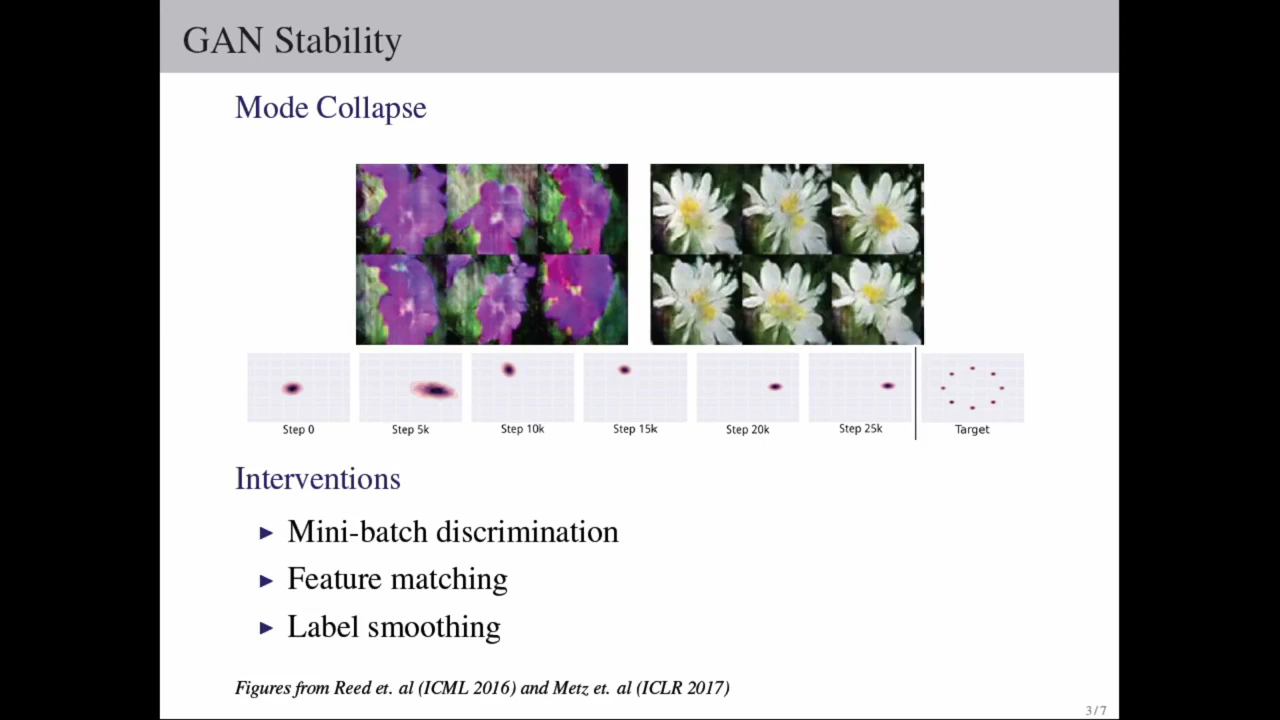 GAN Stability
Mode Collapse
Step 0 Step 5k Step 10k Step 15k Step 20k Step 25k Target
Interventions
► Mini-batch discrimination
► Feature matching
► Label smoothing
Figures from Reed et. al (ICML 2016) and Metz et. al (ICLR 2017)
3 / 7